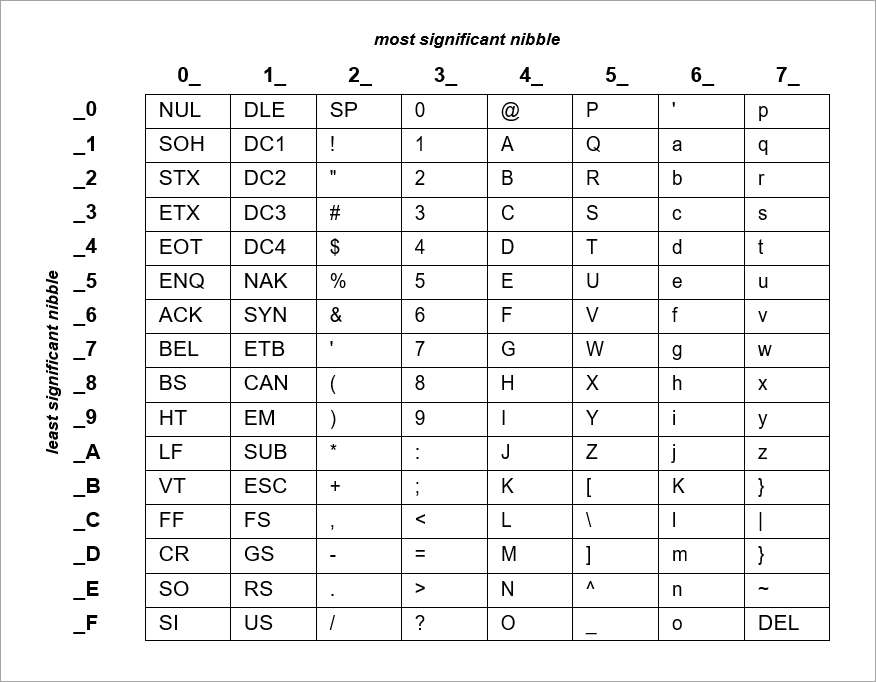 most significant nibble
0_ 1_ 2_ 3_ 4_ 5_ 6_ 7_
_0 NUL DLE SP 0 @ P ' p
_1 SOH DC1 ! 1 A Q a q
_2 STX DC2 " 2 B R b r
_3 ETX DC3 # 3 C S c s
_4 EOT DC4 $ 4 D T d t
_5 ENQ NAK % 5 E U e u
_6 ACK SYN & 6 F V f v
_7 BEL ETB ' 7 G W g w
_8 BS CAN ( 8 H X h x
_9 HT EM ) 9 I Y i y
_A LF SUB * : J Z j z
_B VT ESC + ; K [ K }
_C FF FS , < L \ l |
_D CR GS - = M ] m }
_E SO RS . > N ^ n ~
_F SI US / ? O _ o DEL
least significant nibble